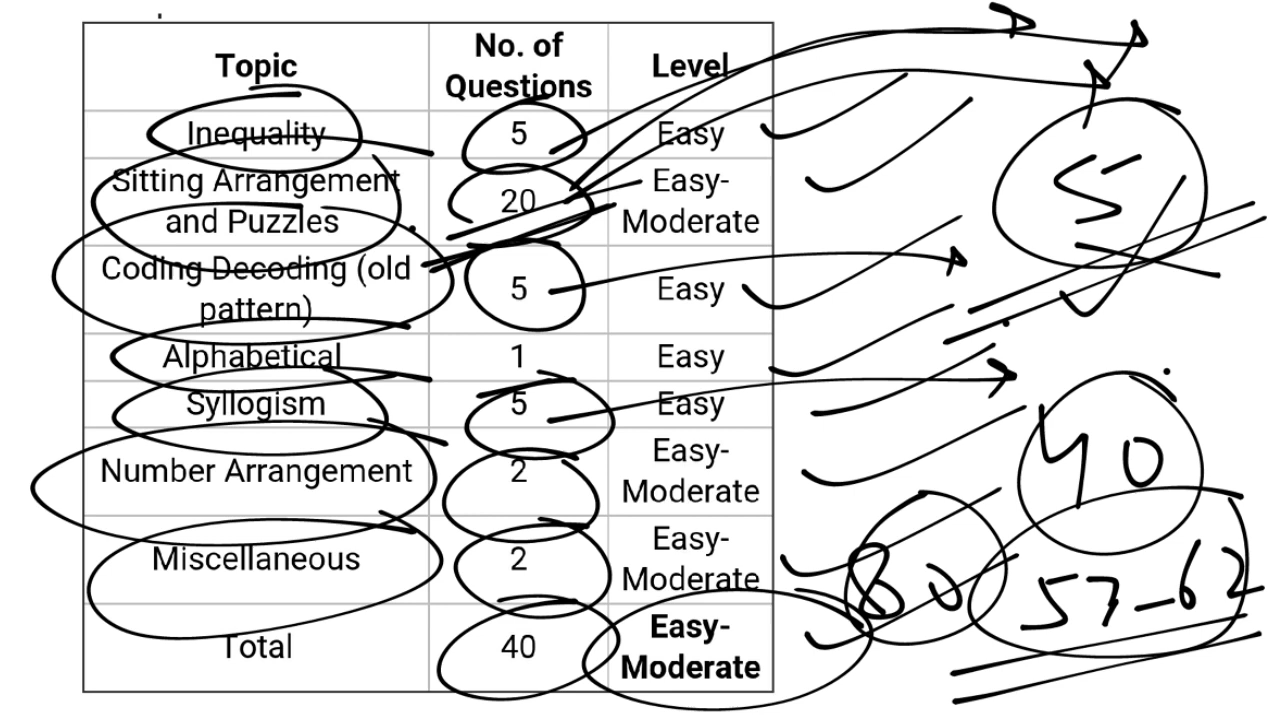 Topic
No. of
Questions
Level
Inequality
5
Easy
Sitting Arrangement
and Puzzles
20
Easy-
Moderate
Coding Decoding (old
pattern)
5
Easy
Alphabetical
1
Easy
Syllogism
5
Easy
Number Arrangement
2
Easy-
Moderate
Miscellaneous
2
Easy-
Moderate
Total
40
Easy-
Moderate
40
80
57-62